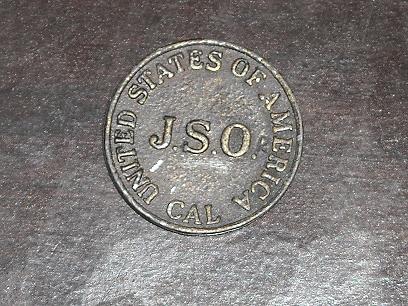 UNITED STATES OF AMERICA
J.S.O.
CAL